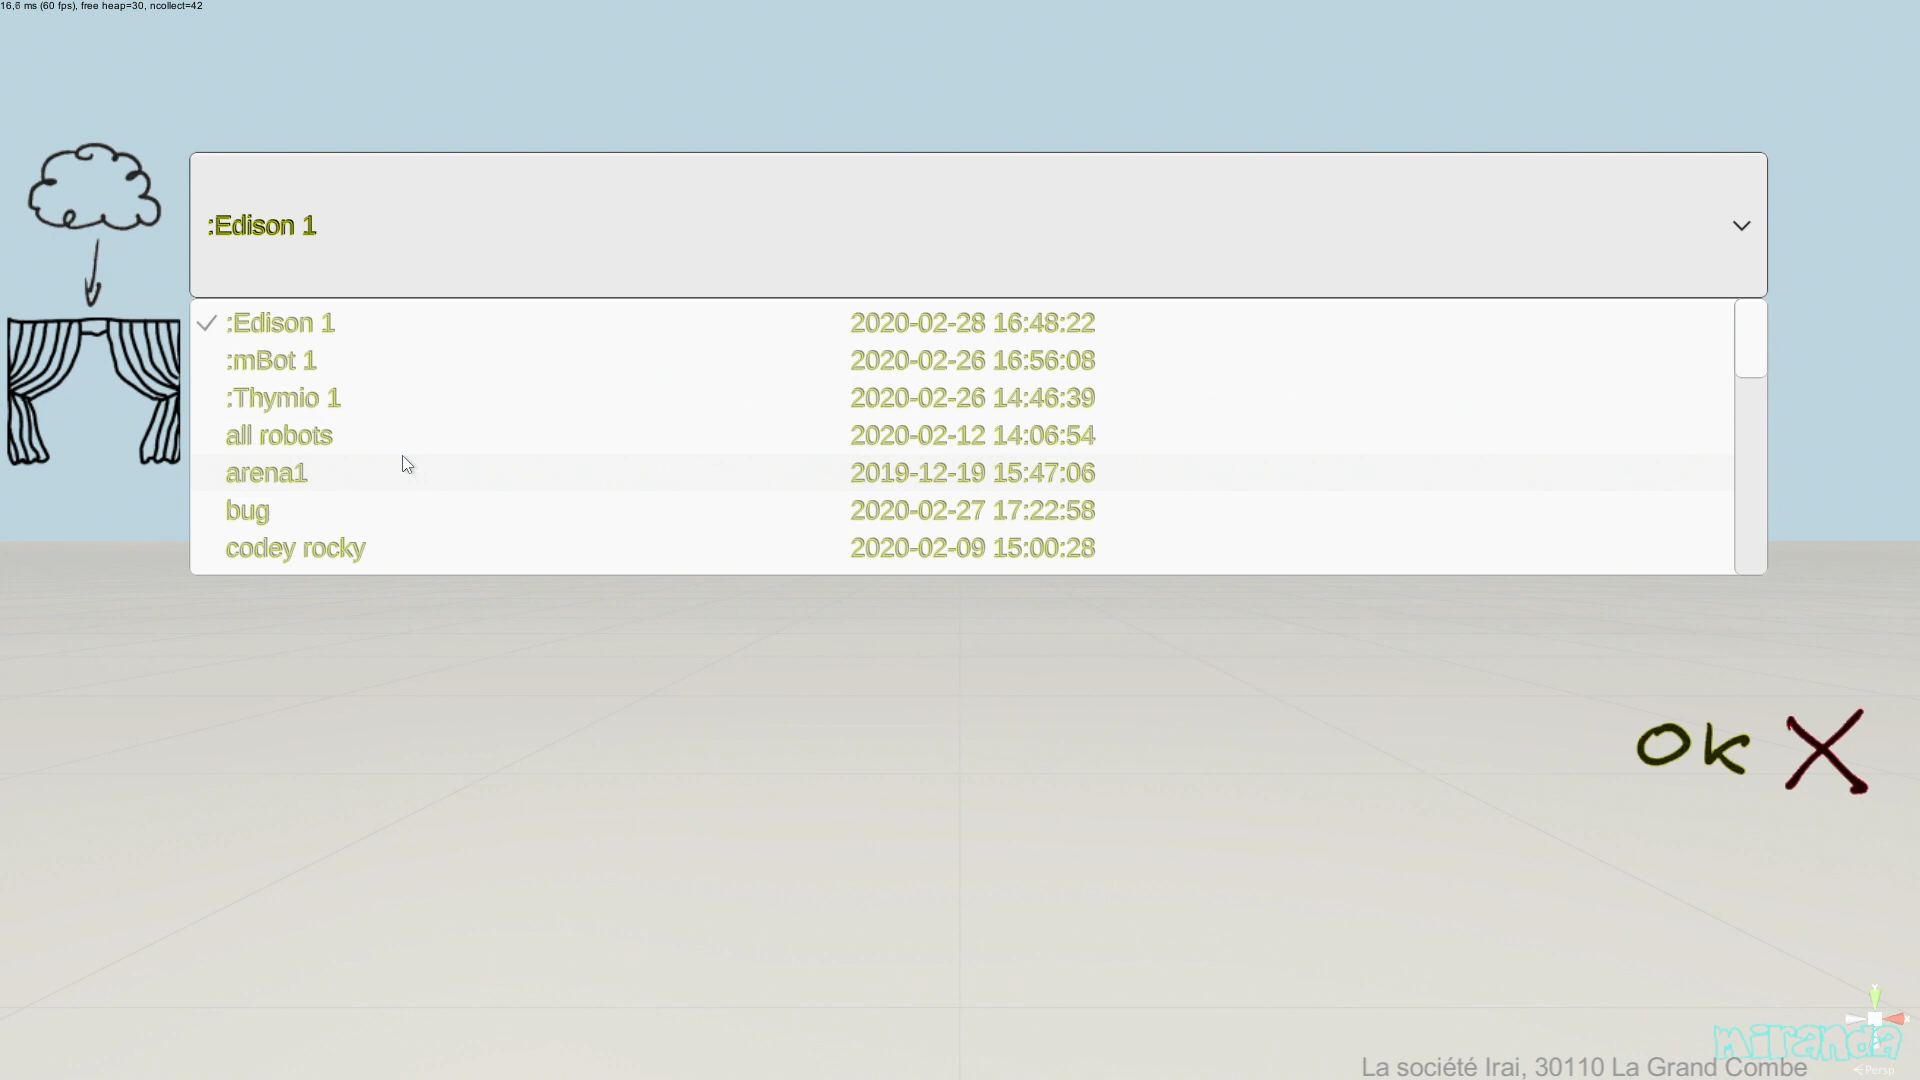 16,6 ms (60 fps), free heap=30, ncollect=42
:Edison 1
:Edison 1 2020-02-28 16:48:22
:mBot 1 2020-02-26 16:56:08
:Thymio 1 2020-02-26 14:46:39
all robots 2020-02-12 14:06:54
arena1 2019-12-19 15:47:06
bug 2020-02-27 17:22:58
codey rocky 2020-02-09 15:00:28
ok X
y
x
miranda
La société Irai, 30110 La Grand Combe
Persp